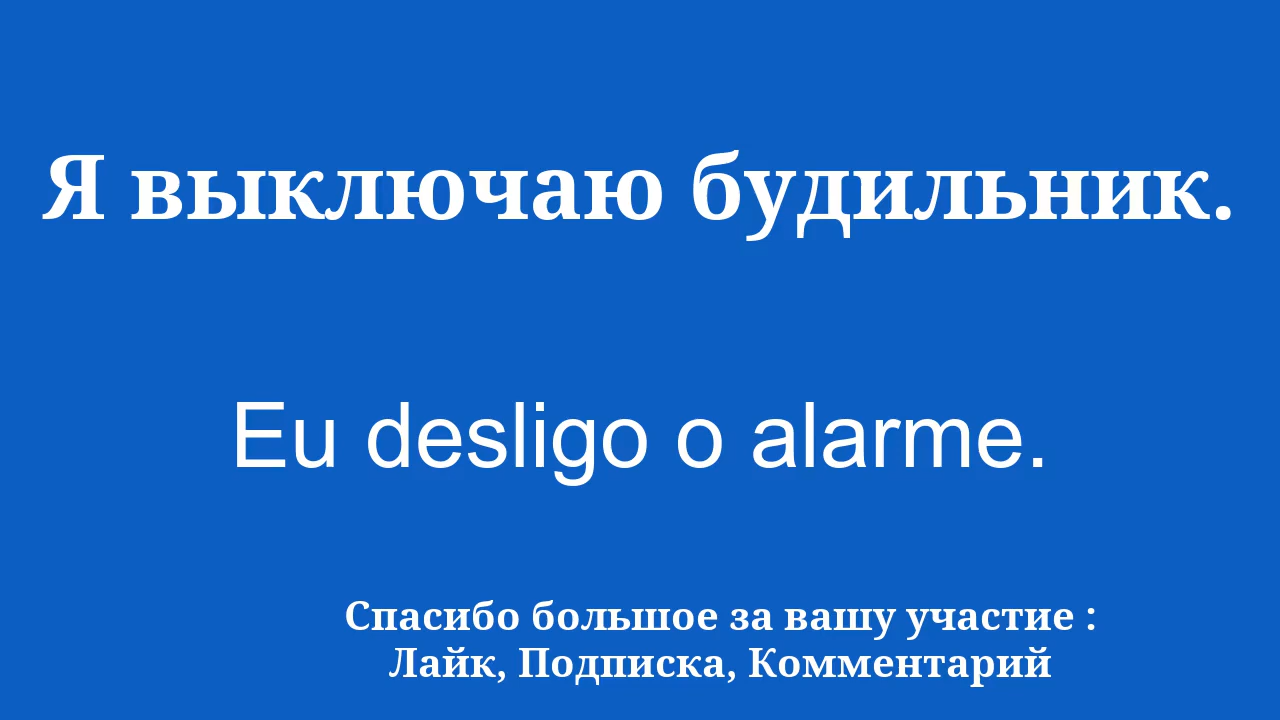 Я выключаю будильник.
Eu desligo o alarme.
Спасибо большое за вашу участие :
Лайк, Подписка, Комментарий